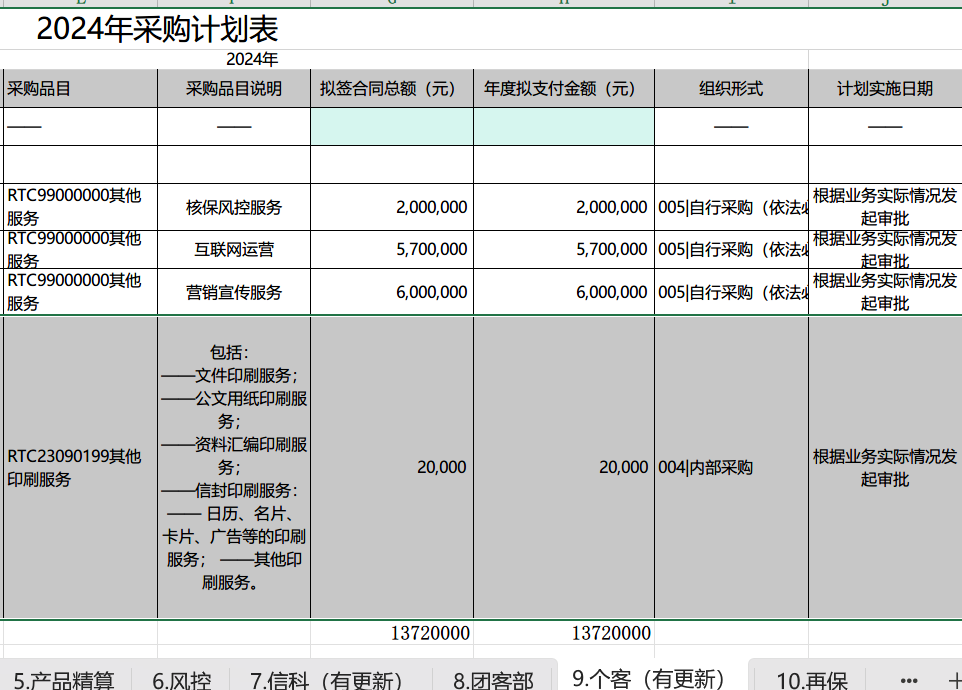 2024年采购计划表
2024年
采购品目 采购品目说明 拟签合同总额（元） 年度拟支付金额（元） 组织形式 计划实施日期
—— —— —— ——
RTC99000000其他
服务
核保风控服务
2,000,000
2,000,000
005|自行采购（依法
根据业务实际情况发
起审批
RTC99000000其他
服务
互联网运营
5,700,000
5,700,000
005|自行采购（依法
根据业务实际情况发
起审批
RTC99000000其他
服务
营销宣传服务
6,000,000
6,000,000
005|自行采购（依法
根据业务实际情况发
起审批
RTC23090199其他
印刷服务
包括：
——文件印刷服务；
——公文用纸印刷服
务；
——资料汇编印刷服
务；
——信封印刷服务：
—— 日历、名片、
卡片、广告等的印刷
服务； ——其他印
刷服务。
20,000
20,000
004|内部采购
根据业务实际情况发
起审批
13720000 13720000
5.产品精算 6.风控 7.信科（有更新） 8.团客部 9.个客（有更新） 10.再保 ··· +